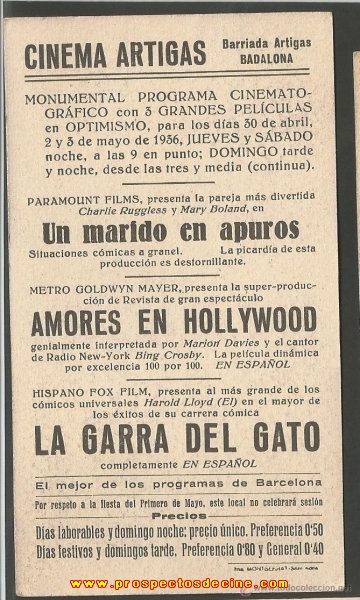 CINEMA ARTIGAS
Barriada Artigas
BADALONA
MONUMENTAL PROGRAMA CINEMATO-
GRÁFICO con 3 GRANDES PELÍCULAS
en OPTIMISMO, para los días 30 de abril,
2 y 3 de mayo de 1936, JUEVES y SÁBADO
noche, a las 9 en punto; DOMINGO tarde
y noche, desde las tres y media (continua).
PARAMOUNT FILMS, presenta la pareja más divertida
Charlie Ruggless y Mary Boland, en
Un marido en apuros
Situaciones cómicas a granel. La picardía de esta
producción es destornillante.
METRO GOLDWYN MAYER, presenta la super-produc-
ción de Revista de gran espectáculo
AMORES EN HOLLYWOOD
genialmente interpretada por Marion Davies y el cantor
de Radio New-York Bing Crosby. La película dinámica
por excelencia 100 por 100. EN ESPAÑOL
HISPANO FOX FILM, presenta al más grande de los
cómicos universales Harold Lloyd (El) en el mayor de
los éxitos de su carrera cómica
LA GARRA DEL GATO
completamente EN ESPAÑOL
El mejor de los programas de Barcelona
Por respeto a la fiesta del Primero de Mayo, este local no celebrará sesión
Precios
Días laborables y domingo noche: precio único. Preferencia 0'50
Días festivos y domingos tarde. Preferencia 0'80 y General 0'40
www.prospectosdecine.com
todocoleccion.net